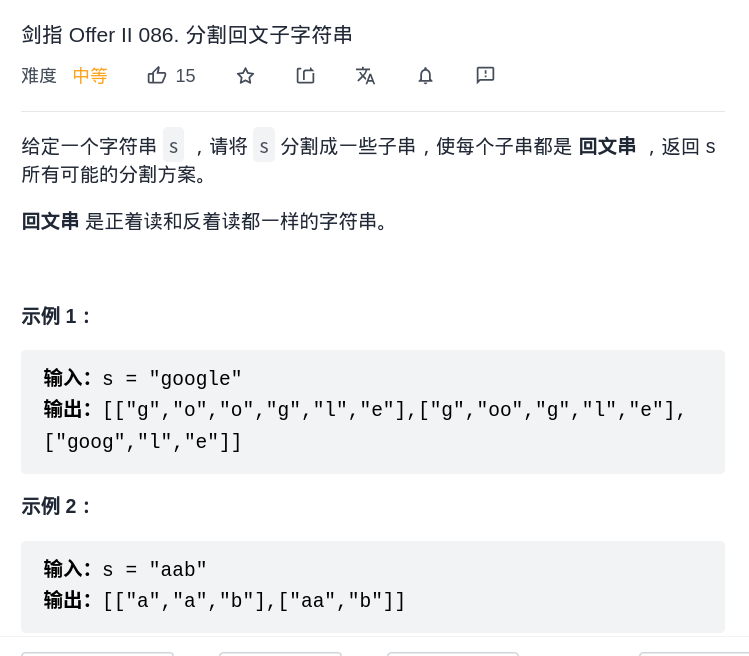 剑指 Offer II 086. 分割回文子字符串
难度 中等 15
给定一个字符串 s ，请将 s 分割成一些子串，使每个子串都是 回文串 ，返回 s
所有可能的分割方案。
回文串 是正着读和反着读都一样的字符串。
示例 1：
输入：s = "google"
输出：[["g","o","o","g","l","e"],["g","oo","g","l","e"],
["goog","l","e"]]
示例 2：
输入：s = "aab"
输出：[["a","a","b"],["aa","b"]]